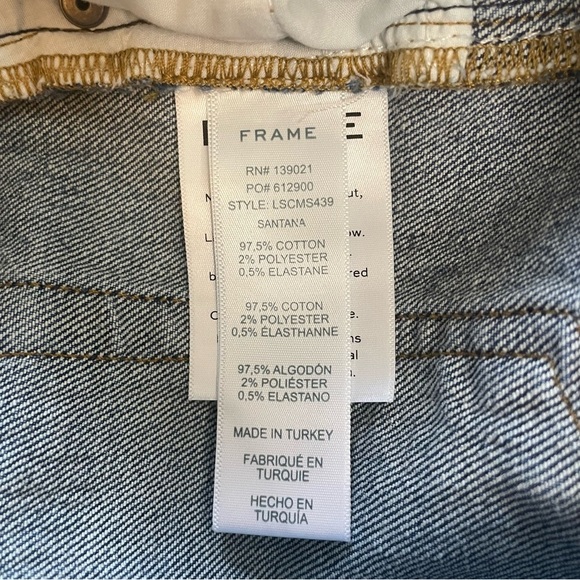 FRAME
RN# 139021
PO# 612900
STYLE: LSCMS439
SANTANA
97,5% COTTON
2% POLYESTER
0,5% ELASTANE
97,5% COTON
2% POLYESTER
0,5% ÉLASTHANNE
97,5% ALGODÓN
2% POLIÉSTER
0,5% ELASTANO
MADE IN TURKEY
FABRIQUÉ EN
TURQUIE
HECHO EN
TURQUÍA